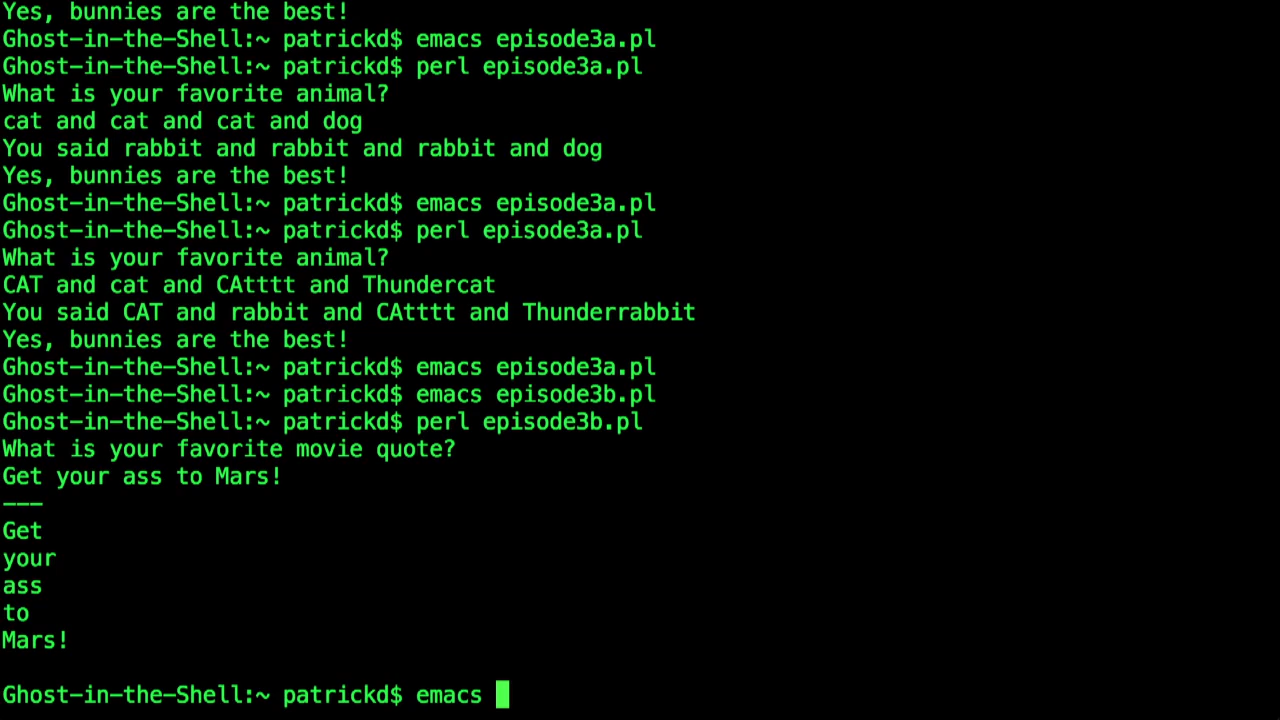 Yes, bunnies are the best!
Ghost-in-the-Shell:~ patrickd$ emacs episode3a.pl
Ghost-in-the-Shell:~ patrickd$ perl episode3a.pl
What is your favorite animal?
cat and cat and cat and dog
You said rabbit and rabbit and rabbit and dog
Yes, bunnies are the best!
Ghost-in-the-Shell:~ patrickd$ emacs episode3a.pl
Ghost-in-the-Shell:~ patrickd$ perl episode3a.pl
What is your favorite animal?
CAT and cat and CAtttt and Thundercat
You said CAT and rabbit and CAtttt and Thunderrabbit
Yes, bunnies are the best!
Ghost-in-the-Shell:~ patrickd$ emacs episode3a.pl
Ghost-in-the-Shell:~ patrickd$ emacs episode3b.pl
Ghost-in-the-Shell:~ patrickd$ perl episode3b.pl
What is your favorite movie quote?
Get your ass to Mars!
---
Get
your
ass
to
Mars!
Ghost-in-the-Shell:~ patrickd$ emacs